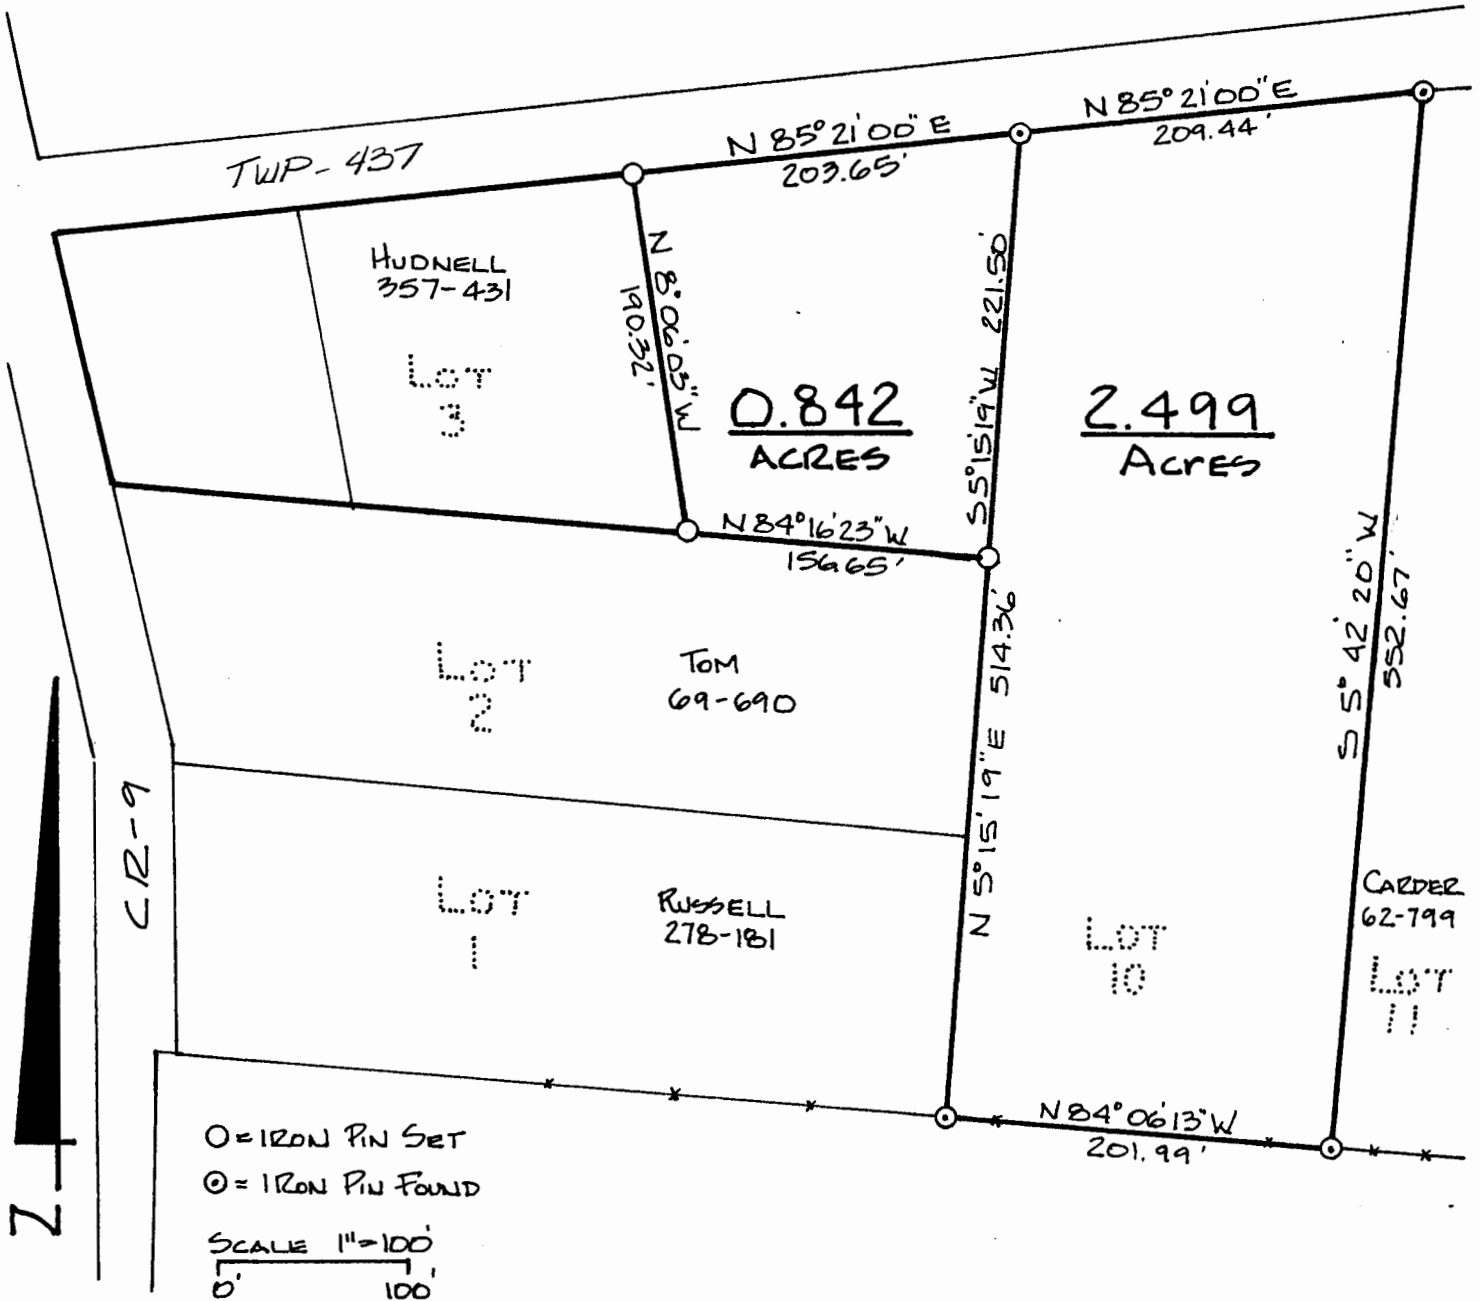 N 85° 21' 00" E
209.44'
N 85° 21' 00" E
203.65'
TWP-437
HUDNELL
357-431
LOT
3
N 8° 06' 03" W
190.32'
0.842
ACRES
S 5° 15' 19" W 221.50'
2.499
Acres
N 84° 16' 23" W
156.65'
S 5° 42' 20" W
552.67'
LOT
2
TOM
69-690
N 5° 15' 19" E 514.36'
CR-9
LOT
1
RUSSELL
278-181
LOT
10
CARDER
62-799
LOT
11
N 84° 06' 13" W
201.99'
N
O = IRON PIN SET
⊙ = IRON PIN FOUND
SCALE 1" = 100'
0' 100'